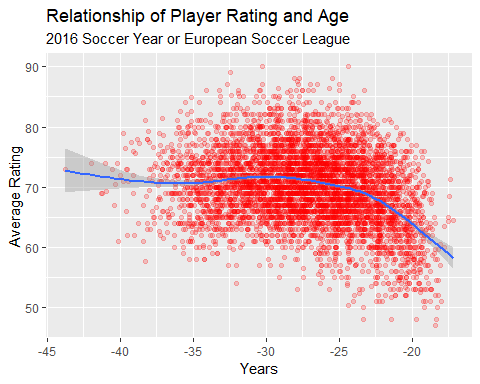 Relationship of Player Rating and Age
2016 Soccer Year or European Soccer League
90
80
70
60
50
Average Rating
-45 -40 -35 -30 -25 -20
Years